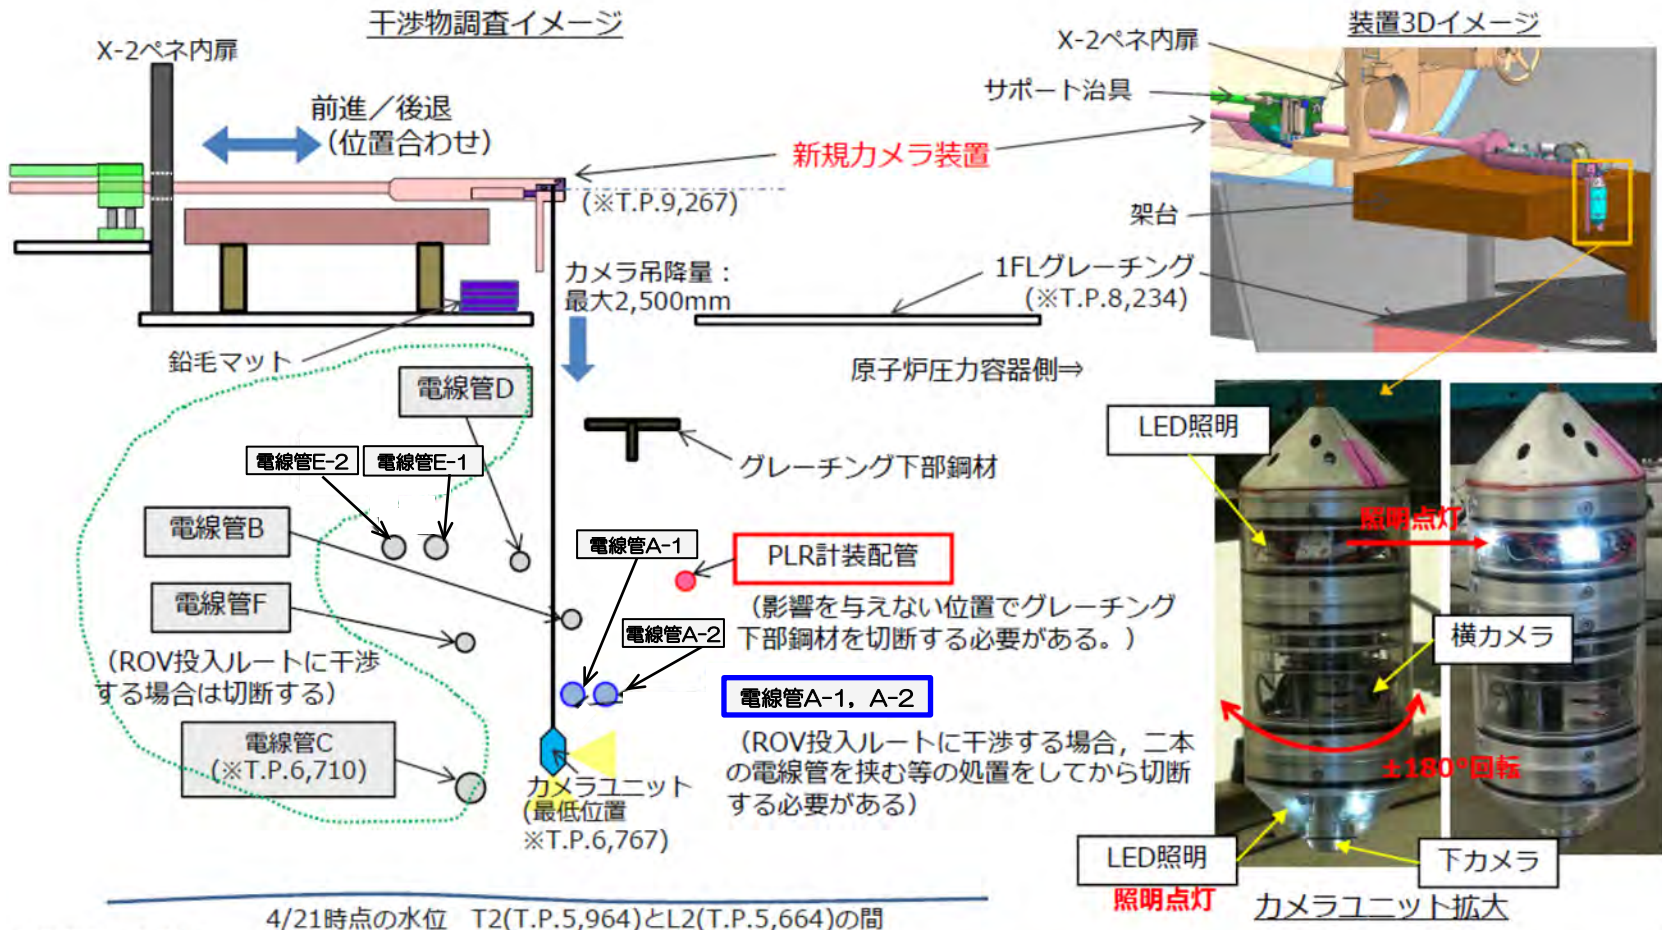 干渉物調査イメージ
X-2ペネ内扉
前進／後退
（位置合わせ）
新規カメラ装置
(※T.P.9,267)
カメラ吊降量：
最大2,500mm
1FLグレーチング
(※T.P.8,234)
鉛毛マット
原子炉圧力容器側⇒
電線管D
グレーチング下部鋼材
電線管E-2
電線管E-1
電線管B
電線管A-1
PLR計装配管
（影響を与えない位置でグレーチング
下部鋼材を切断する必要がある。）
電線管F
電線管A-2
（ROV投入ルートに干渉
する場合は切断する）
電線管A-1，A-2
（ROV投入ルートに干渉する場合，二本
の電線管を挟む等の処置をしてから切断
する必要がある）
電線管C
(※T.P.6,710)
カメラユニット
(最低位置
※T.P.6,767)
4/21時点の水位　T2(T.P.5,964)とL2(T.P.5,664)の間
装置3Dイメージ
X-2ペネ内扉
サポート治具
架台
LED照明
照明点灯
横カメラ
±180°回転
LED照明
照明点灯
下カメラ
カメラユニット拡大